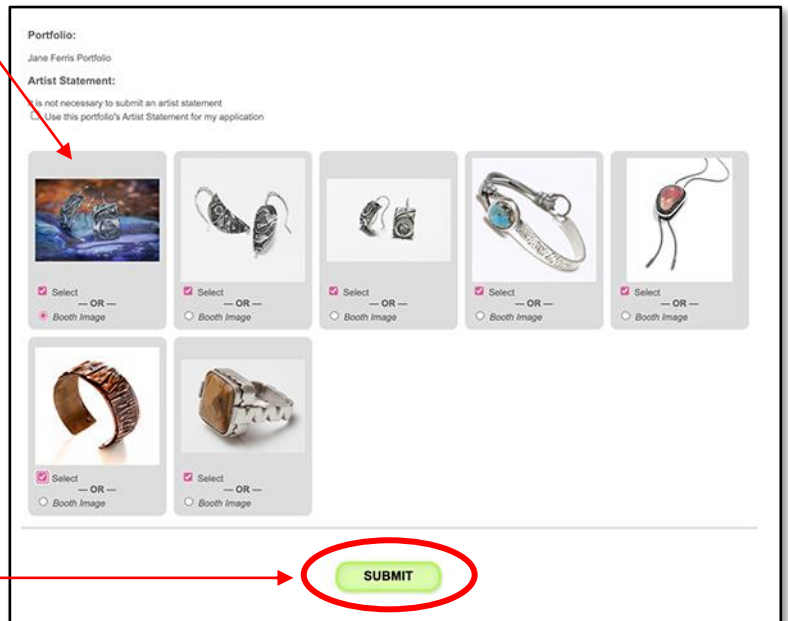 Portfolio:
Jane Ferris Portfolio
Artist Statement:
It is not necessary to submit an artist statement
Use this portfolio's Artist Statement for my application
Select
— OR —
Booth Image
Select
— OR —
Booth Image
Select
— OR —
Booth Image
Select
— OR —
Booth Image
Select
— OR —
Booth Image
Select
— OR —
Booth Image
Select
— OR —
Booth Image
SUBMIT